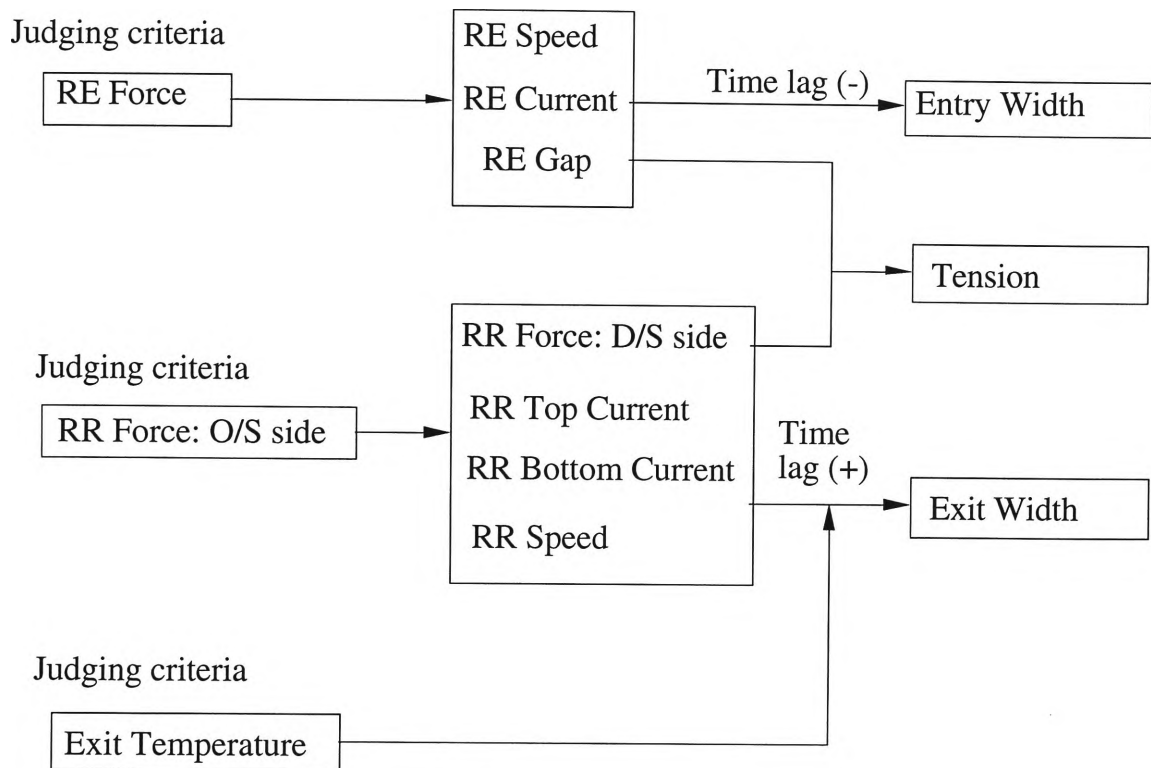 Judging criteria
RE Force
RE Speed
RE Current
RE Gap
Time lag (-)
Entry Width
Tension
Judging criteria
RR Force: O/S side
RR Force: D/S side
RR Top Current
RR Bottom Current
RR Speed
Time
lag (+)
Exit Width
Judging criteria
Exit Temperature